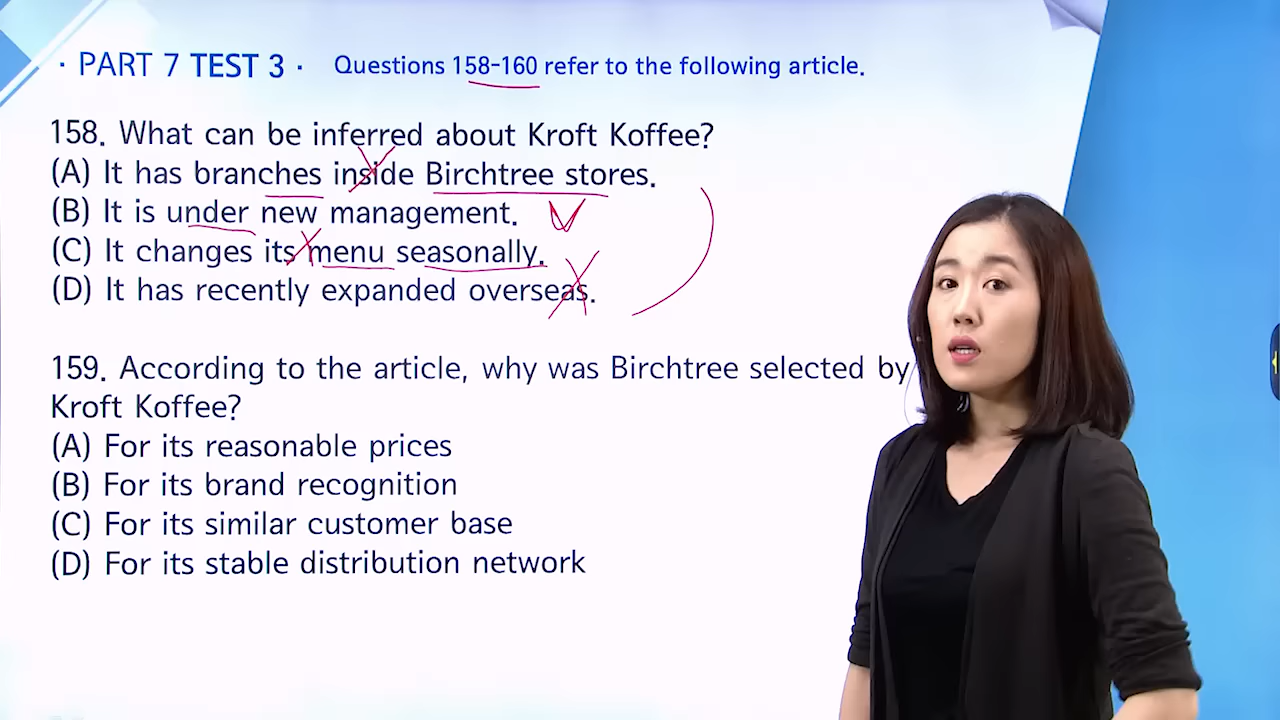 · PART 7 TEST 3 · Questions 158-160 refer to the following article.
158. What can be inferred about Kroft Koffee?
(A) It has branches inside Birchtree stores.
(B) It is under new management.
(C) It changes its menu seasonally.
(D) It has recently expanded overseas.
159. According to the article, why was Birchtree selected by
Kroft Koffee?
(A) For its reasonable prices
(B) For its brand recognition
(C) For its similar customer base
(D) For its stable distribution network